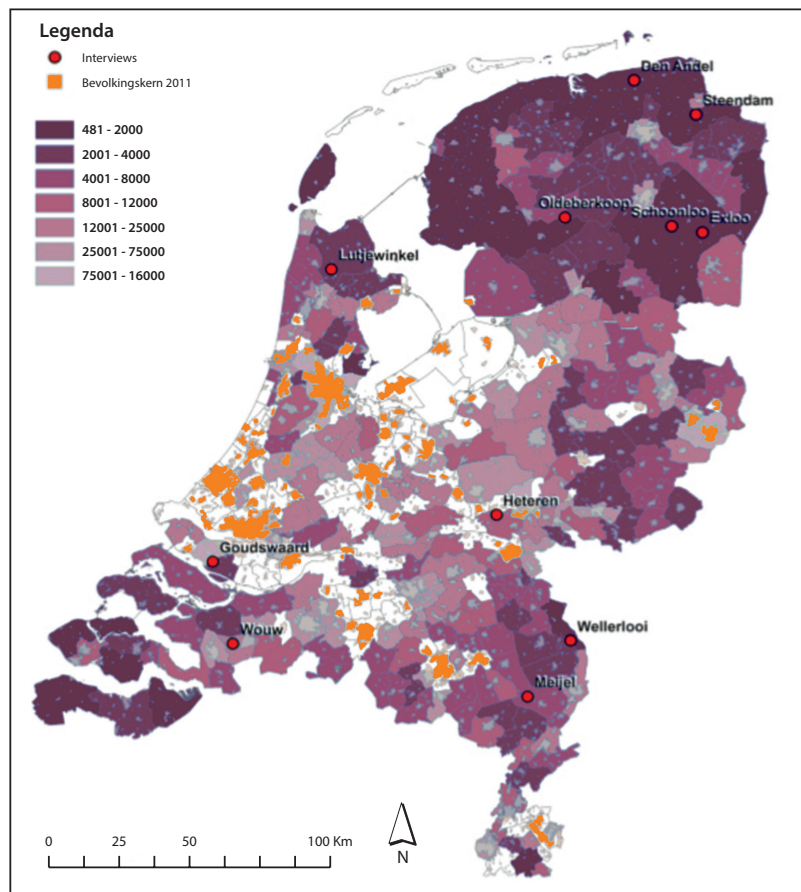 Legenda
Interviews
Bevolkingskern 2011
481 - 2000
2001 - 4000
4001 - 8000
8001 - 12000
12001 - 25000
25001 - 75000
75001 - 16000
Den Andel
Steendam
Oldeberkoop
Schoonloo
Exloo
Lutjewinkel
Heteren
Goudswaard
Wouw
Wellerlooi
Meijel
0 25 50 100 Km
N